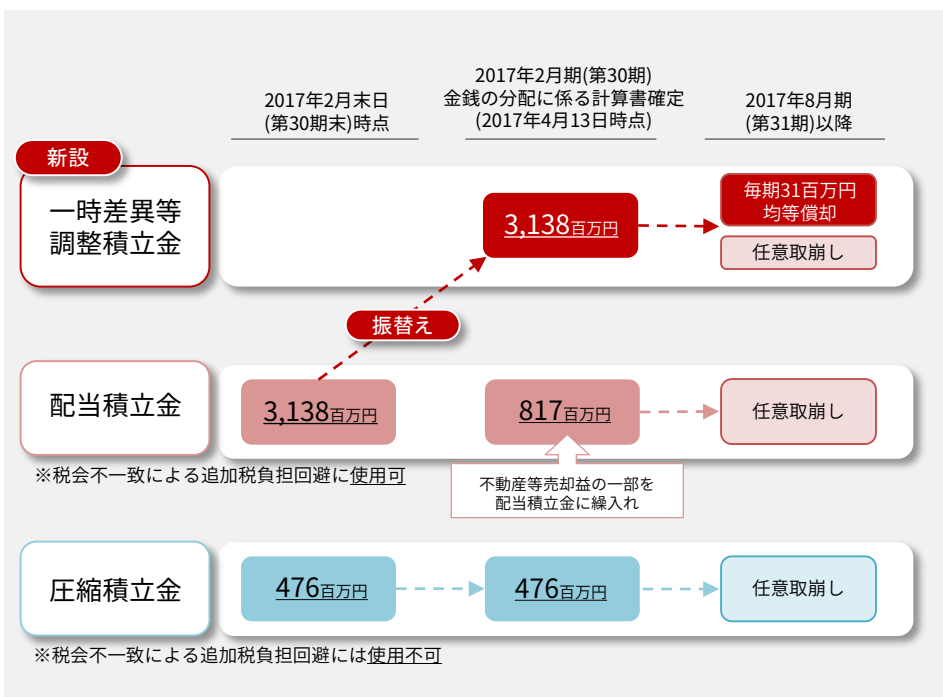 2017年2月末日
(第30期末)時点
2017年2月期(第30期)
金銭の分配に係る計算書確定
(2017年4月13日時点)
2017年8月期
(第31期)以降
新設
一時差異等
調整積立金
3,138百万円
毎期31百万円
均等償却
任意取崩し
振替え
配当積立金
3,138百万円
817百万円
任意取崩し
※税会不一致による追加税負担回避に使用可
不動産等売却益の一部を
配当積立金に繰入れ
圧縮積立金
476百万円
476百万円
任意取崩し
※税会不一致による追加税負担回避には使用不可